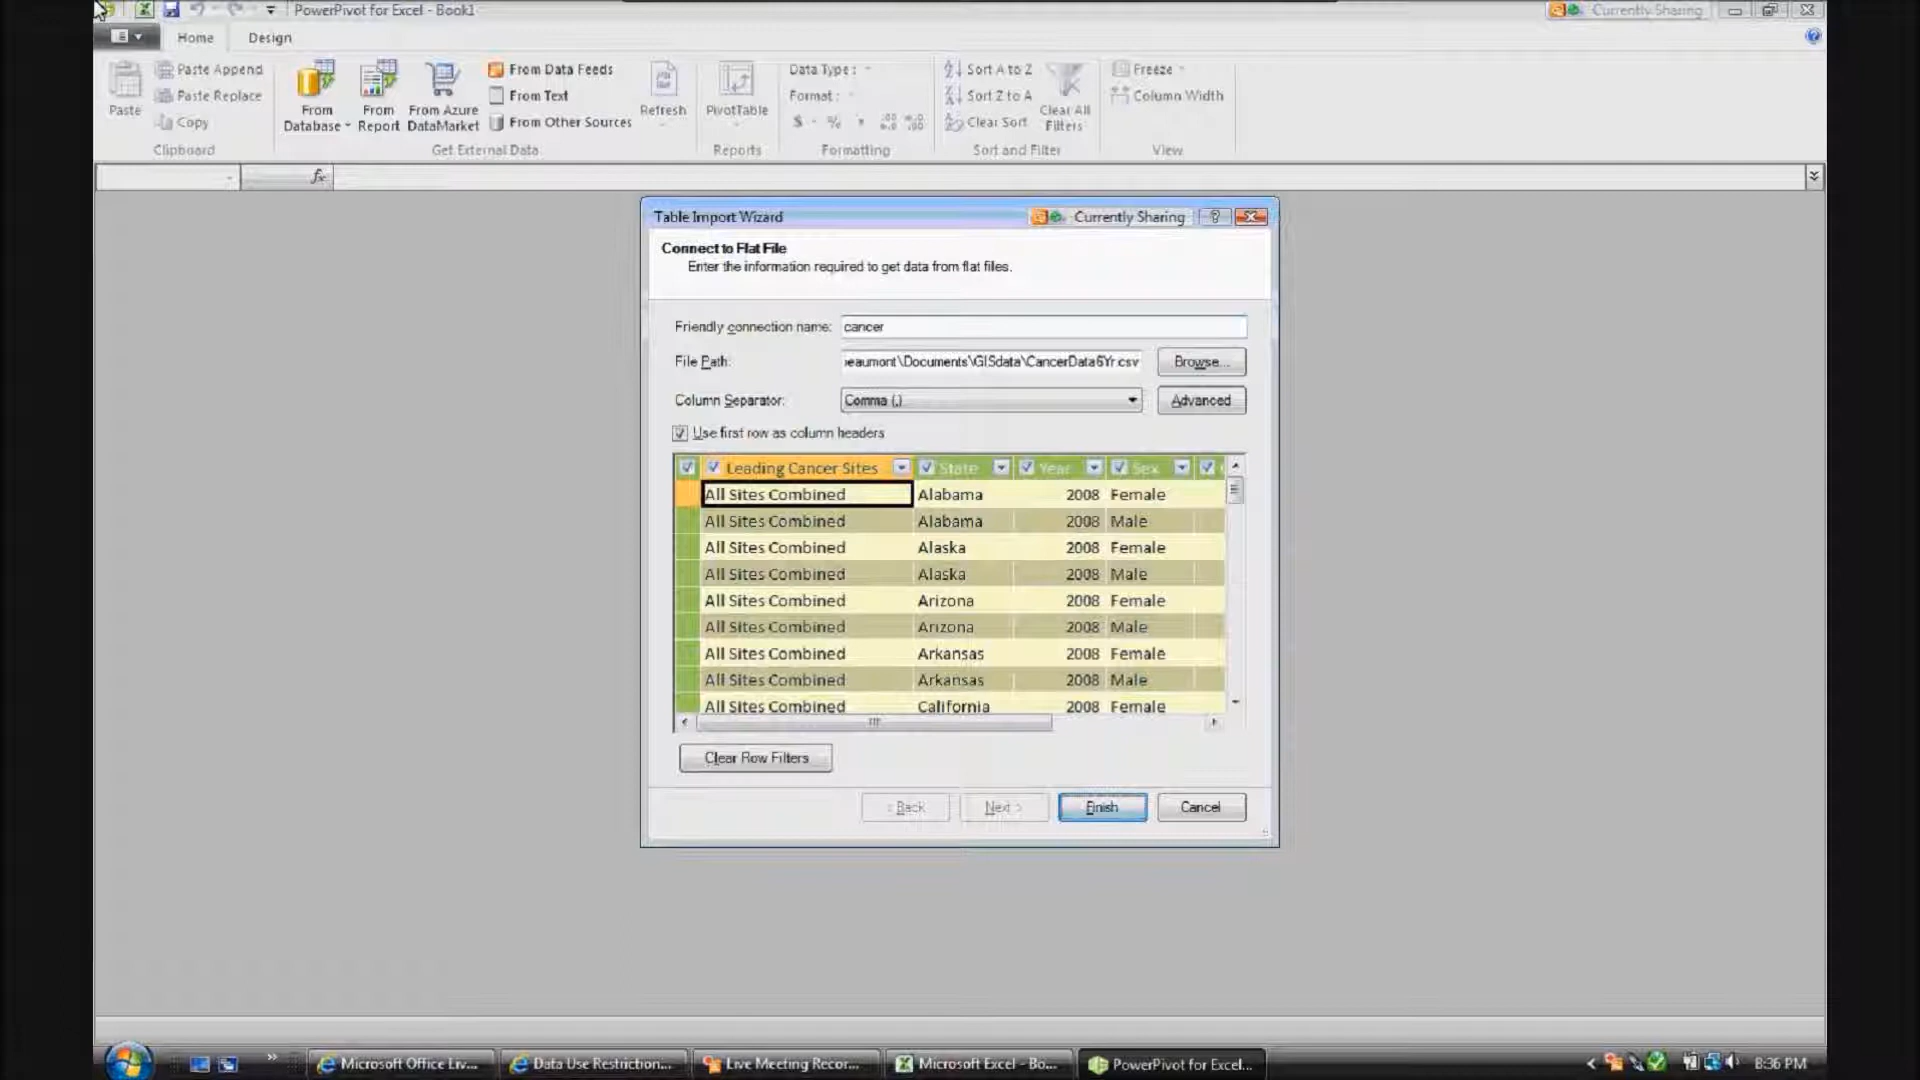 PowerPivot for Excel - Book1
Currently Sharing
Home
Design
Paste
Paste Append
Paste Replace
Copy
Clipboard
From Database
From Report
From Azure DataMarket
From Data Feeds
From Text
From Other Sources
Get External Data
Refresh
PivotTable
Reports
Data Type :
Format :
$ %
Formatting
Sort A to Z
Sort Z to A
Clear Sort
Clear All Filters
Sort and Filter
Freeze
Column Width
View
fx
Table Import Wizard
Currently Sharing
Connect to Flat File
Enter the information required to get data from flat files.
Friendly connection name: cancer
File Path: eaumont\Documents\GISdata\CancerData6Yr.csv Browse...
Column Separator: Comma (,) Advanced
Use first row as column headers
Leading Cancer Sites State Year Sex
All Sites Combined Alabama 2008 Female
All Sites Combined Alabama 2008 Male
All Sites Combined Alaska 2008 Female
All Sites Combined Alaska 2008 Male
All Sites Combined Arizona 2008 Female
All Sites Combined Arizona 2008 Male
All Sites Combined Arkansas 2008 Female
All Sites Combined Arkansas 2008 Male
All Sites Combined California 2008 Female
Clear Row Filters
< Back Next > Finish Cancel
Microsoft Office Liv...
Data Use Restriction...
Live Meeting Recor...
Microsoft Excel - Bo...
PowerPivot for Excel...
8:36 PM